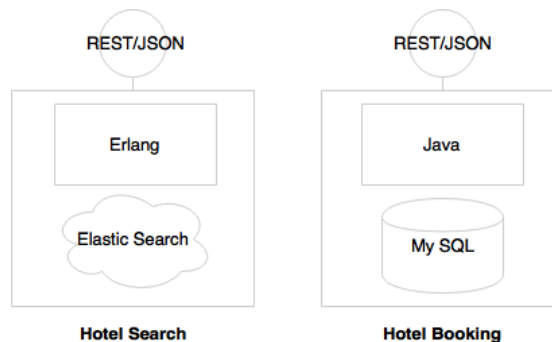 REST/JSON
Erlang
Elastic Search
Hotel Search
REST/JSON
Java
My SQL
Hotel Booking